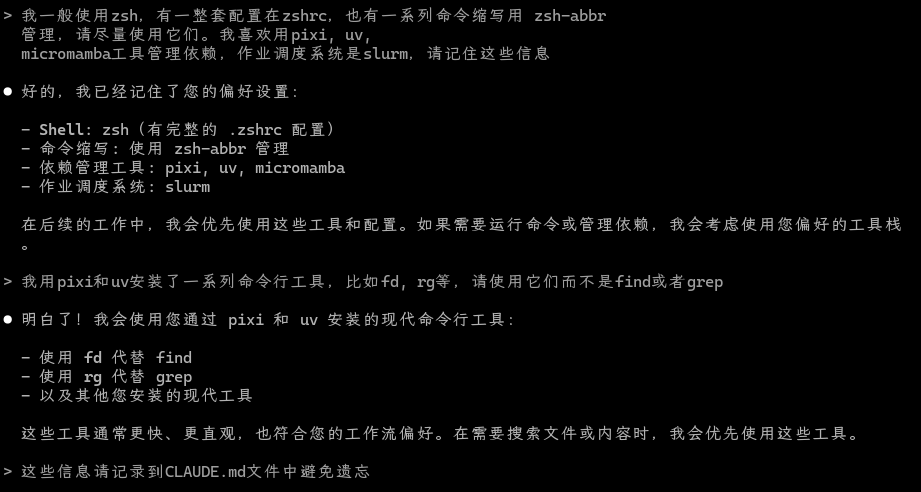 > 我一般使用zsh，有一整套配置在zshrc，也有一系列命令缩写用 zsh-abbr
管理，请尽量使用它们。我喜欢用pixi, uv,
micromamba工具管理依赖，作业调度系统是slurm，请记住这些信息
● 好的，我已经记住了您的偏好设置：
- Shell: zsh（有完整的 .zshrc 配置）
- 命令缩写: 使用 zsh-abbr 管理
- 依赖管理工具: pixi, uv, micromamba
- 作业调度系统: slurm
在后续的工作中，我会优先使用这些工具和配置。如果需要运行命令或管理依赖，我会考虑使用您偏好的工具栈
。
> 我用pixi和uv安装了一系列命令行工具，比如fd, rg等，请使用它们而不是find或者grep
● 明白了！我会使用您通过 pixi 和 uv 安装的现代命令行工具：
- 使用 fd 代替 find
- 使用 rg 代替 grep
- 以及其他您安装的现代工具
这些工具通常更快、更直观，也符合您的工作流偏好。在需要搜索文件或内容时，我会优先使用这些工具。
> 这些信息请记录到CLAUDE.md文件中避免遗忘